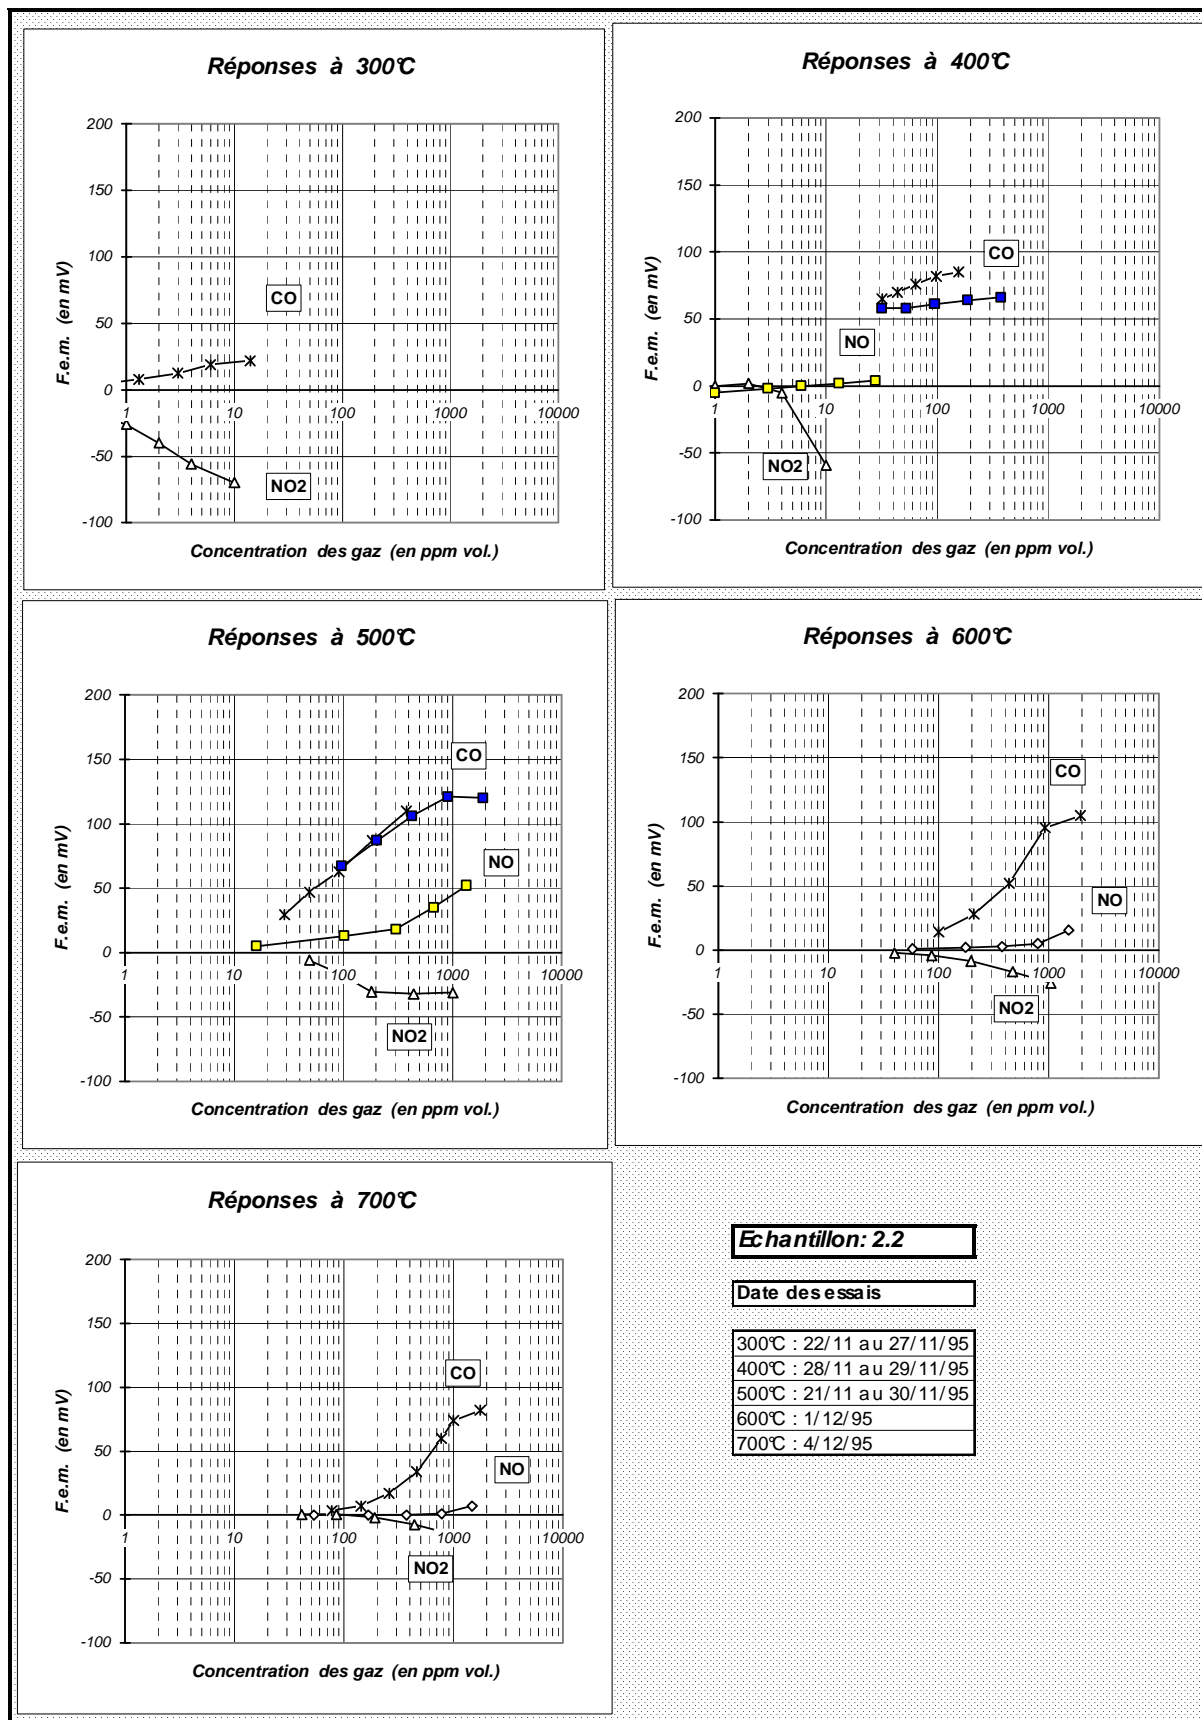 Réponses à 300°C
200
150
100
50
0
-50
-100
1
10
100
1000
10000
CO
NO2
F.e.m. (en mV)
Concentration des gaz (en ppm vol.)
Réponses à 400°C
200
150
100
50
0
-50
-100
1
10
100
1000
10000
CO
NO
NO2
F.e.m. (en mV)
Concentration des gaz (en ppm vol.)
Réponses à 500°C
200
150
100
50
0
-50
-100
1
10
100
1000
10000
CO
NO
NO2
F.e.m. (en mV)
Concentration des gaz (en ppm vol.)
Réponses à 600°C
200
150
100
50
0
-50
-100
1
10
100
1000
10000
CO
NO
NO2
F.e.m. (en mV)
Concentration des gaz (en ppm vol.)
Réponses à 700°C
200
150
100
50
0
-50
-100
1
10
100
1000
10000
CO
NO
NO2
F.e.m. (en mV)
Concentration des gaz (en ppm vol.)
Echantillon: 2.2
Date des essais
300°C : 22/11 au 27/11/95
400°C : 28/11 au 29/11/95
500°C : 21/11 au 30/11/95
600°C : 1/12/95
700°C : 4/12/95